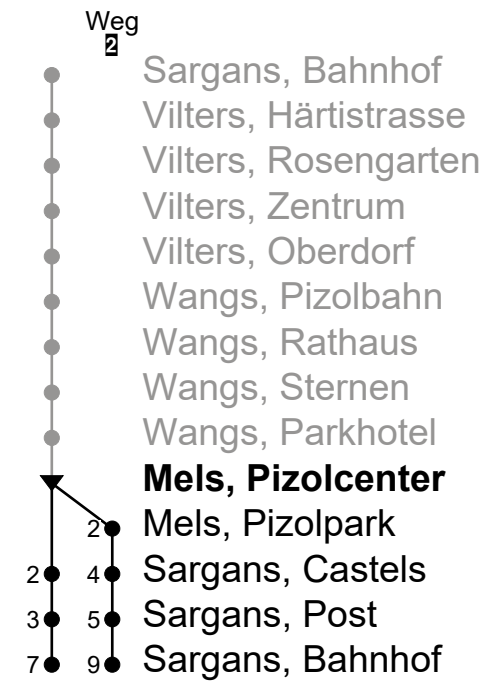 Weg
2
Sargans, Bahnhof
Vilters, Härtistrasse
Vilters, Rosengarten
Vilters, Zentrum
Vilters, Oberdorf
Wangs, Pizolbahn
Wangs, Rathaus
Wangs, Sternen
Wangs, Parkhotel
Mels, Pizolcenter
2 Mels, Pizolpark
2 4 Sargans, Castels
3 5 Sargans, Post
7 9 Sargans, Bahnhof